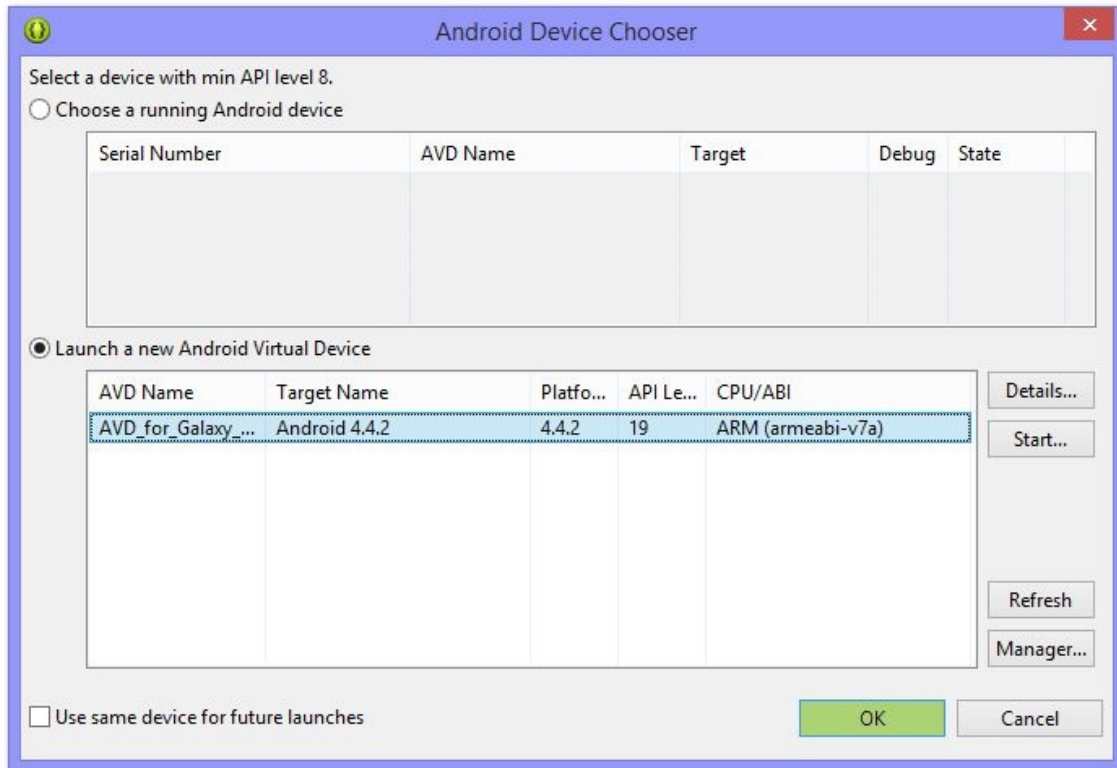 Android Device Chooser
Select a device with min API level 8.
Choose a running Android device
Serial Number AVD Name Target Debug State
Launch a new Android Virtual Device
AVD Name Target Name Platfo... API Le... CPU/ABI
AVD_for_Galaxy_... Android 4.4.2 4.4.2 19 ARM (armeabi-v7a)
Details...
Start...
Refresh
Manager...
Use same device for future launches
OK Cancel